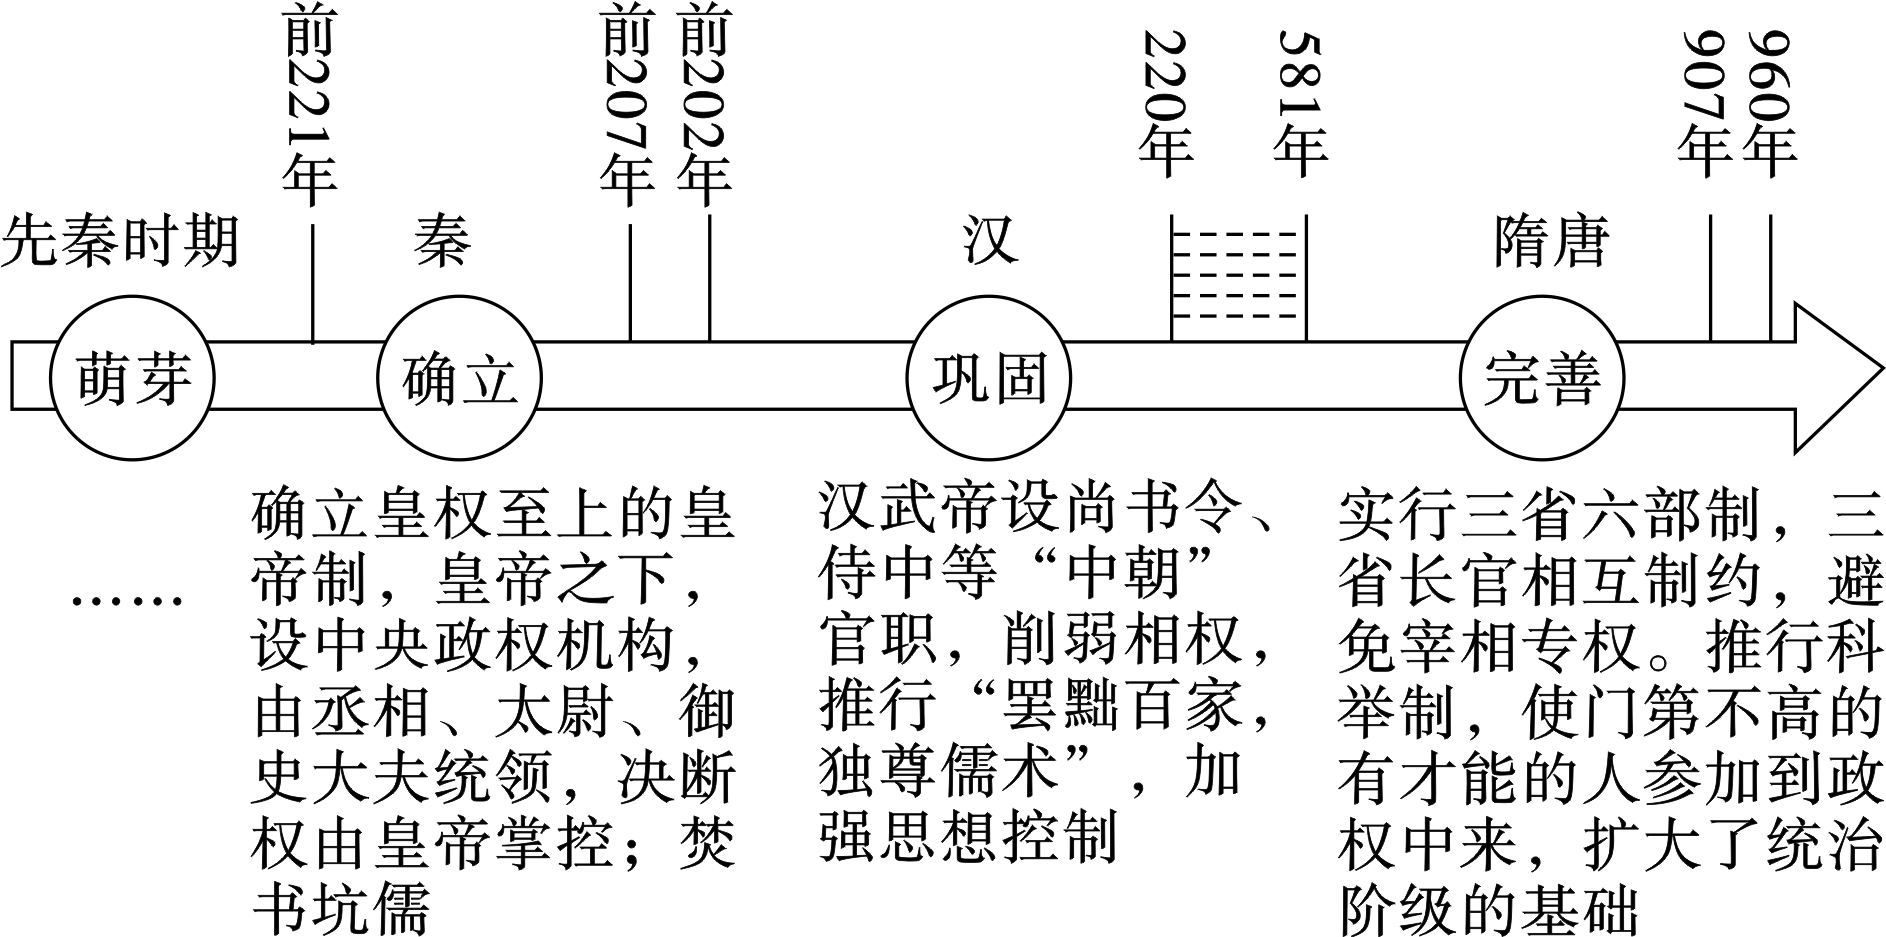 前221年
前207年
前202年
220年
581年
907年
960年
先秦时期
秦
汉
隋唐
萌芽
确立
巩固
完善
……
确立皇权至上的皇
帝制，皇帝之下，
设中央政权机构，
由丞相、太尉、御
史大夫统领，决断
权由皇帝掌控；焚
书坑儒
汉武帝设尚书令、
侍中等“中朝”
官职，削弱相权，
推行“罢黜百家，
独尊儒术”，加
强思想控制
实行三省六部制，三
省长官相互制约，避
免宰相专权。推行科
举制，使门第不高的
有才能的人参加到政
权中来，扩大了统治
阶级的基础